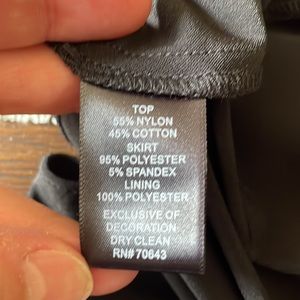 TOP
55% NYLON
45% COTTON
SKIRT
95% POLYESTER
5% SPANDEX
LINING
100% POLYESTER
EXCLUSIVE OF
DECORATION
DRY CLEAN
RN# 70643